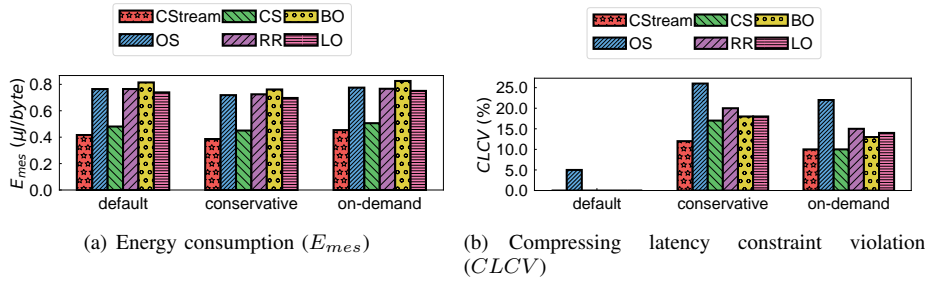 CStream CS BO
OS RR LO
0.8
0.6
0.4
0.2
0.0
E_mes (μJ/byte)
default conservative on-demand
(a) Energy consumption (E_mes)
CStream CS BO
OS RR LO
25.0
20.0
15.0
10.0
5.0
0.0
CLCV (%)
default conservative on-demand
(b) Compressing latency constraint violation
(CLCV)